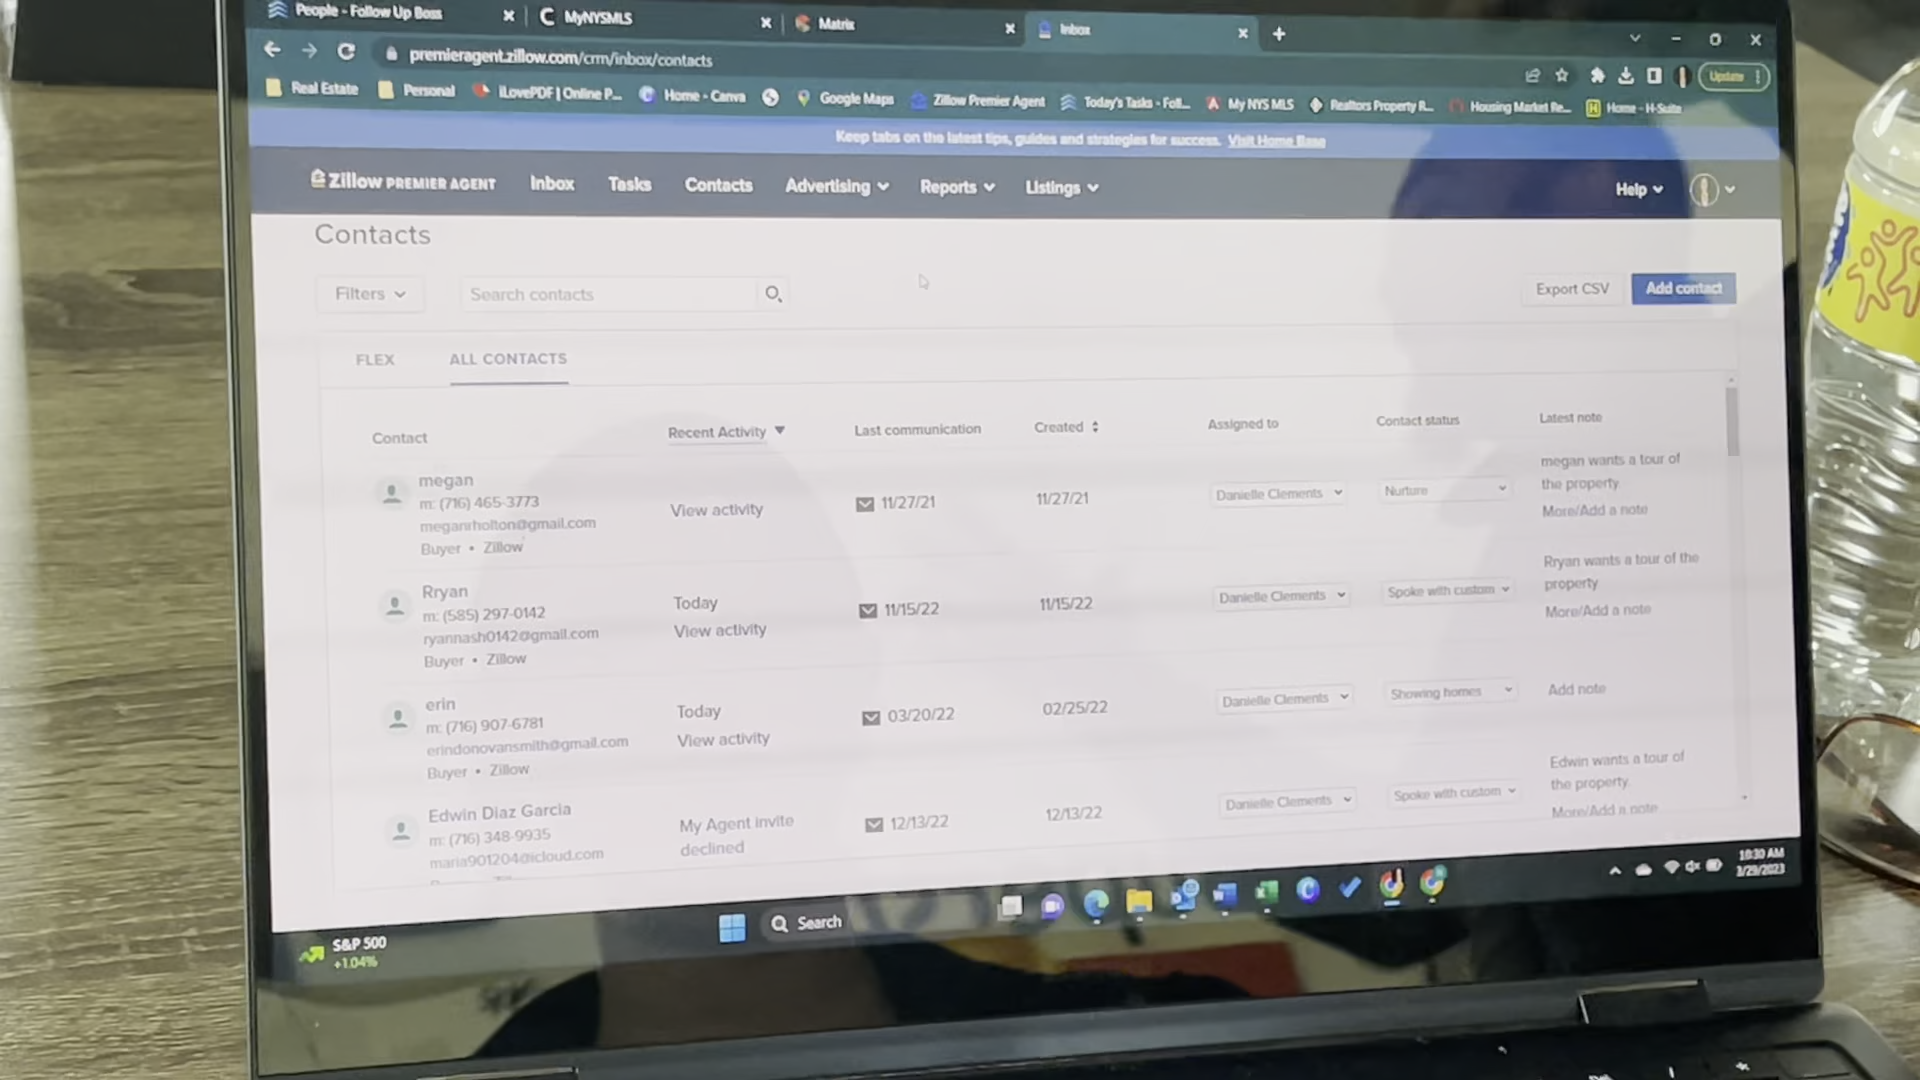 People - Follow Up Boss
MyNYSMLS
Matrix
Inbox
premieragent.zillow.com/crm/inbox/contacts
Update
Real Estate
Personal
iLovePDF | Online P...
Home - Canva
Google Maps
Zillow Premier Agent
Today's Tasks - Foll...
My NYS MLS
Realtors Property R...
Housing Market Re...
Home - H-Suite
Keep tabs on the latest tips, guides and strategies for success. Visit Home Base
Zillow PREMIER AGENT
Inbox
Tasks
Contacts
Advertising
Reports
Listings
Help
Contacts
Filters
Search contacts
Export CSV
Add contact
FLEX
ALL CONTACTS
Contact
Recent Activity
Last communication
Created
Assigned to
Contact status
Latest note
megan
m: (716) 465-3773
meganrholton@gmail.com
Buyer • Zillow
View activity
11/27/21
11/27/21
Danielle Clements
Nurture
megan wants a tour of
the property.
More/Add a note
Rryan
m: (585) 297-0142
ryannash0142@gmail.com
Buyer • Zillow
Today
View activity
11/15/22
11/15/22
Danielle Clements
Spoke with custom
Rryan wants a tour of the
property.
More/Add a note
erin
m: (716) 907-6781
erindonovansmith@gmail.com
Buyer • Zillow
Today
View activity
03/20/22
02/25/22
Danielle Clements
Showing homes
Add note
Edwin Diaz Garcia
m: (716) 348-9935
maria901204@icloud.com
My Agent invite
declined
12/13/22
12/13/22
Danielle Clements
Spoke with custom
Edwin wants a tour of
the property.
More/Add a note
S&P 500
+1.04%
Search
10:30 AM
3/29/2023